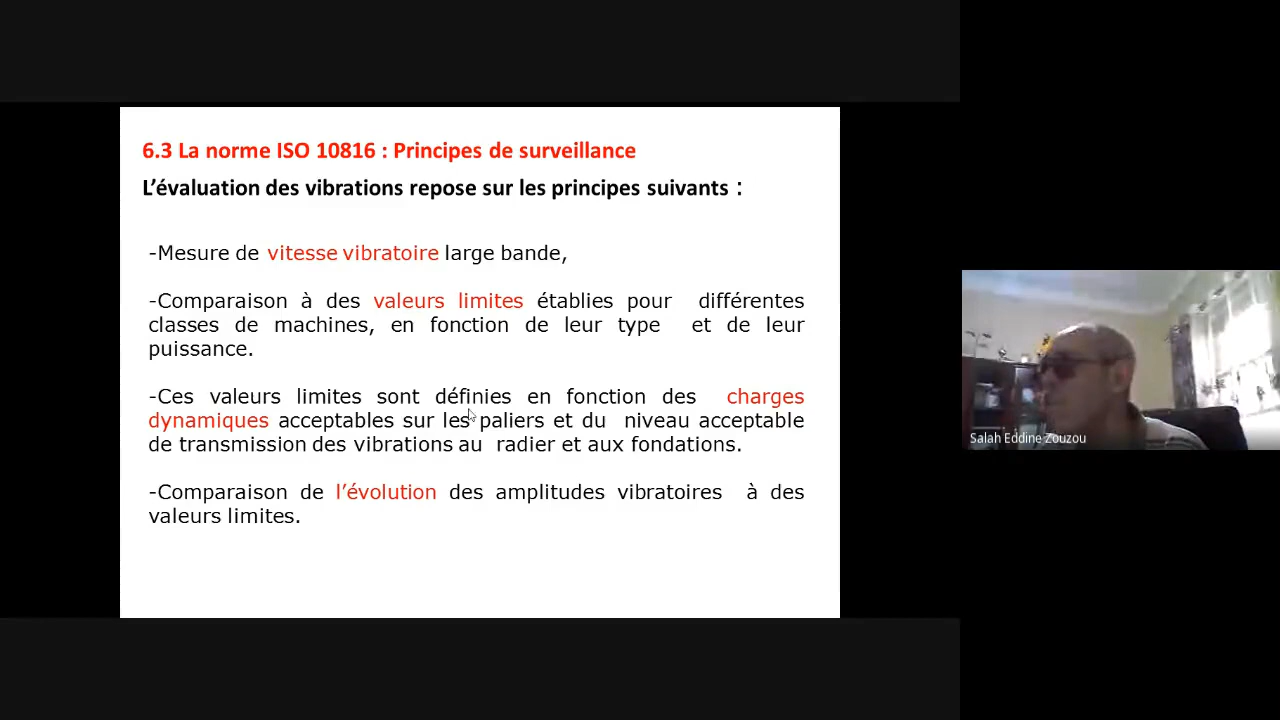 6.3 La norme ISO 10816 : Principes de surveillance
L’évaluation des vibrations repose sur les principes suivants :
-Mesure de vitesse vibratoire large bande,
-Comparaison à des valeurs limites établies pour différentes
classes de machines, en fonction de leur type et de leur
puissance.
-Ces valeurs limites sont définies en fonction des charges
dynamiques acceptables sur les paliers et du niveau acceptable
de transmission des vibrations au radier et aux fondations.
-Comparaison de l’évolution des amplitudes vibratoires à des
valeurs limites.
Salah Eddine Zouzou